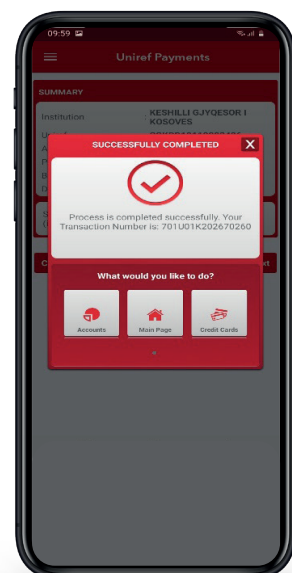 09:59
Uniref Payments
SUMMARY
Institution KESHILLI GJYQESOR I
KOSOVES
SUCCESSFULLY COMPLETED X
Process is completed successfully. Your
Transaction Number is: 701U01K202670260
What would you like to do?
Accounts Main Page Credit Cards